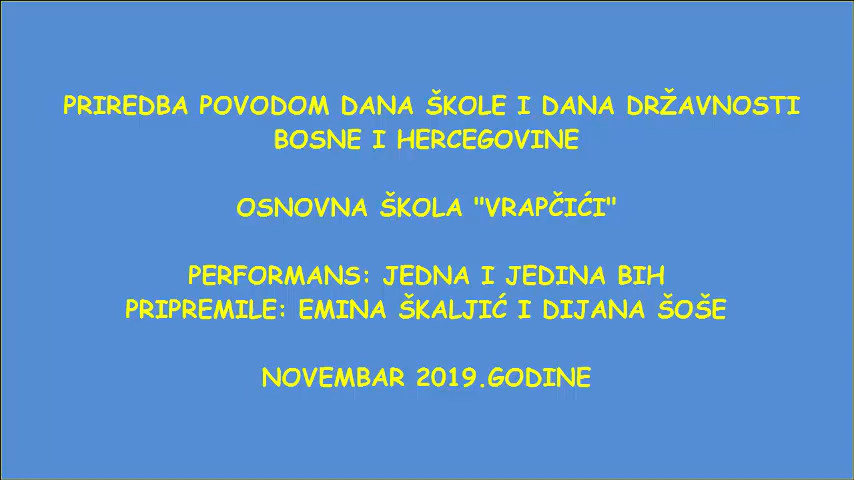 PRIREDBA POVODOM DANA ŠKOLE I DANA DRŽAVNOSTI
BOSNE I HERCEGOVINE
OSNOVNA ŠKOLA "VRAPČIĆI"
PERFORMANS: JEDNA I JEDINA BIH
PRIPREMILE: EMINA ŠKALJIĆ I DIJANA ŠOŠE
NOVEMBAR 2019.GODINE